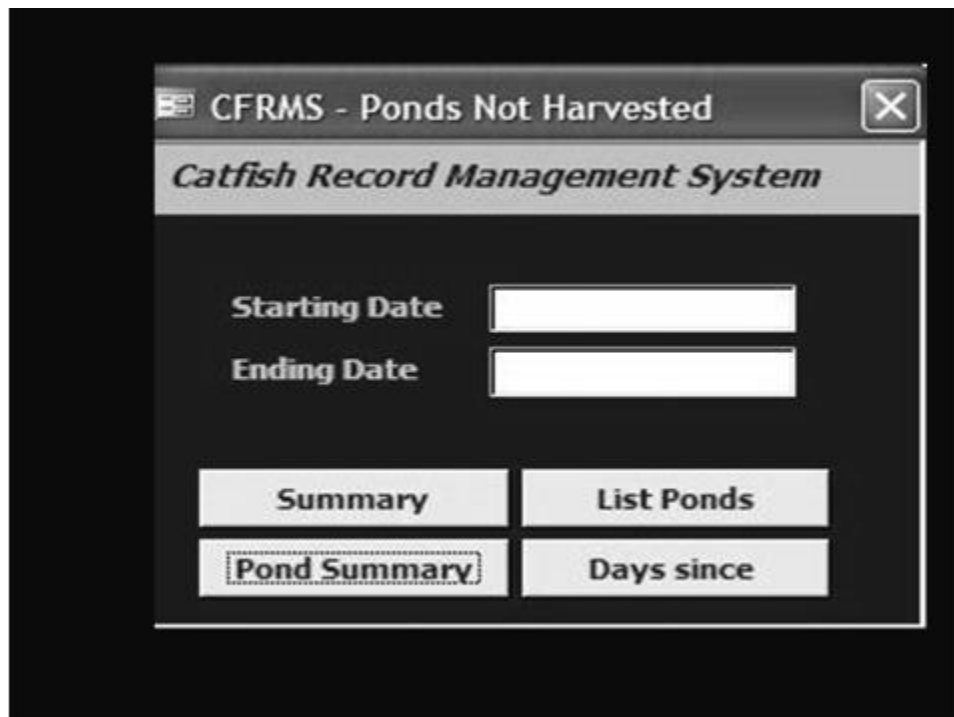 CFRMS - Ponds Not Harvested
Catfish Record Management System
Starting Date
Ending Date
Summary
List Ponds
Pond Summary
Days since